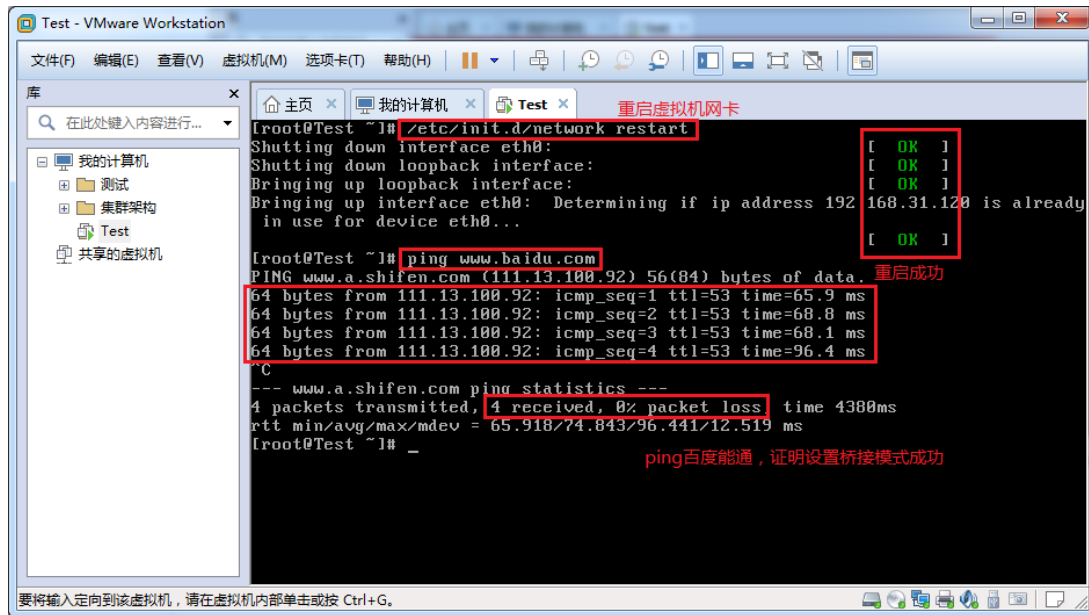 Test - VMware Workstation
文件(F) 编辑(E) 查看(V) 虚拟机(M) 选项卡(T) 帮助(H)
库
在此处键入内容进行...
我的计算机
测试
集群架构
Test
共享的虚拟机
主页 我的计算机 Test
重启虚拟机网卡
[root@Test ~]# /etc/init.d/network restart
Shutting down interface eth0: [ OK ]
Shutting down loopback interface: [ OK ]
Bringing up loopback interface: [ OK ]
Bringing up interface eth0: Determining if ip address 192.168.31.120 is already
in use for device eth0...
[ OK ]
[root@Test ~]# ping www.baidu.com
重启成功
PING www.a.shifen.com (111.13.100.92) 56(84) bytes of data.
64 bytes from 111.13.100.92: icmp_seq=1 ttl=53 time=65.9 ms
64 bytes from 111.13.100.92: icmp_seq=2 ttl=53 time=68.8 ms
64 bytes from 111.13.100.92: icmp_seq=3 ttl=53 time=68.1 ms
64 bytes from 111.13.100.92: icmp_seq=4 ttl=53 time=96.4 ms
^C
--- www.a.shifen.com ping statistics ---
4 packets transmitted, 4 received, 0% packet loss, time 4380ms
rtt min/avg/max/mdev = 65.918/74.843/96.441/12.519 ms
[root@Test ~]# _
ping百度能通，证明设置桥接模式成功
要将输入定向到该虚拟机，请在虚拟机内部单击或按 Ctrl+G。